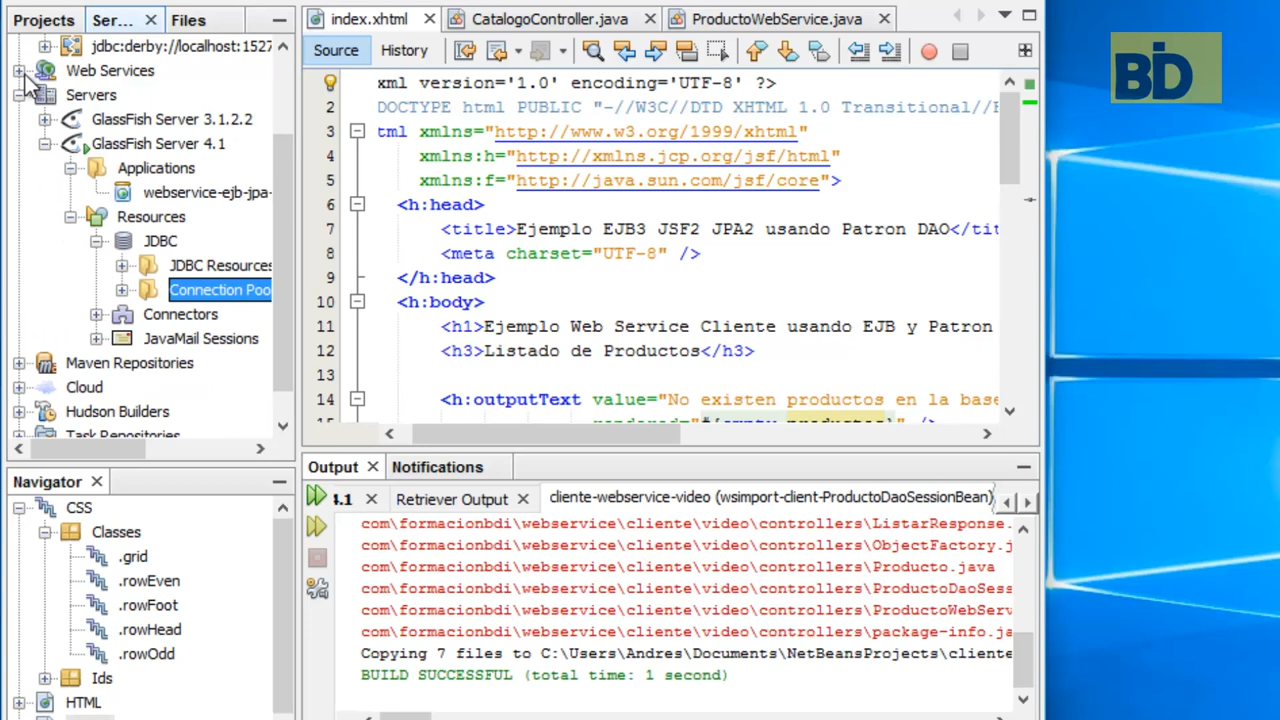 Projects
Ser...
Files
jdbc:derby://localhost:1527
Web Services
Servers
GlassFish Server 3.1.2.2
GlassFish Server 4.1
Applications
webservice-ejb-jpa-
Resources
JDBC
JDBC Resources
Connection Poo
Connectors
JavaMail Sessions
Maven Repositories
Cloud
Hudson Builders
Task Repositories
Navigator
CSS
Classes
.grid
.rowEven
.rowFoot
.rowHead
.rowOdd
Ids
HTML
index.xhtml
CatalogoController.java
ProductoWebService.java
Source
History
xml version='1.0' encoding='UTF-8' ?>
2 DOCTYPE html PUBLIC "-//W3C//DTD XHTML 1.0 Transitional//
3 tml xmlns="http://www.w3.org/1999/xhtml"
4 xmlns:h="http://xmlns.jcp.org/jsf/html"
5 xmlns:f="http://java.sun.com/jsf/core">
6 <h:head>
7 <title>Ejemplo EJB3 JSF2 JPA2 usando Patron DAO</tit
8 <meta charset="UTF-8" />
9 </h:head>
10 <h:body>
11 <h1>Ejemplo Web Service Cliente usando EJB y Patron
12 <h3>Listado de Productos</h3>
13
14 <h:outputText value="No existen productos en la base
Output
Notifications
4.1
Retriever Output
cliente-webservice-video (wsimport-client-ProductoDaoSessionBean)
com\formacionbdi\webservice\cliente\video\controllers\ListarResponse.
com\formacionbdi\webservice\cliente\video\controllers\ObjectFactory.j
com\formacionbdi\webservice\cliente\video\controllers\Producto.java
com\formacionbdi\webservice\cliente\video\controllers\ProductoDaoSess
com\formacionbdi\webservice\cliente\video\controllers\ProductoWebServ
com\formacionbdi\webservice\cliente\video\controllers\package-info.ja
Copying 7 files to C:\Users\Andres\Documents\NetBeansProjects\cliente
BUILD SUCCESSFUL (total time: 1 second)
BDI